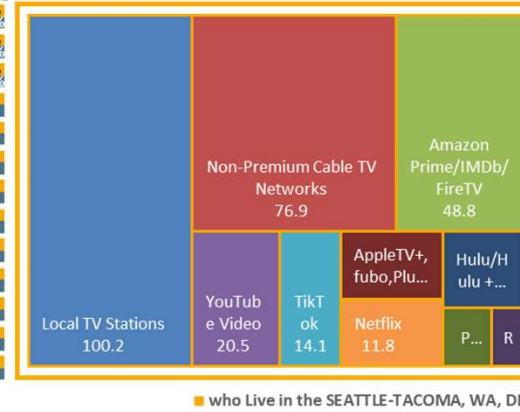 Non-Premium Cable TV
Networks
76.9
Amazon
Prime/IMDb/
FireTV
48.8
Local TV Stations
100.2
YouTub
e Video
20.5
TikT
ok
14.1
AppleTV+,
fubo,Plu...
Netflix
11.8
Hulu/H
ulu +...
P...
R
who Live in the SEATTLE-TACOMA, WA, D